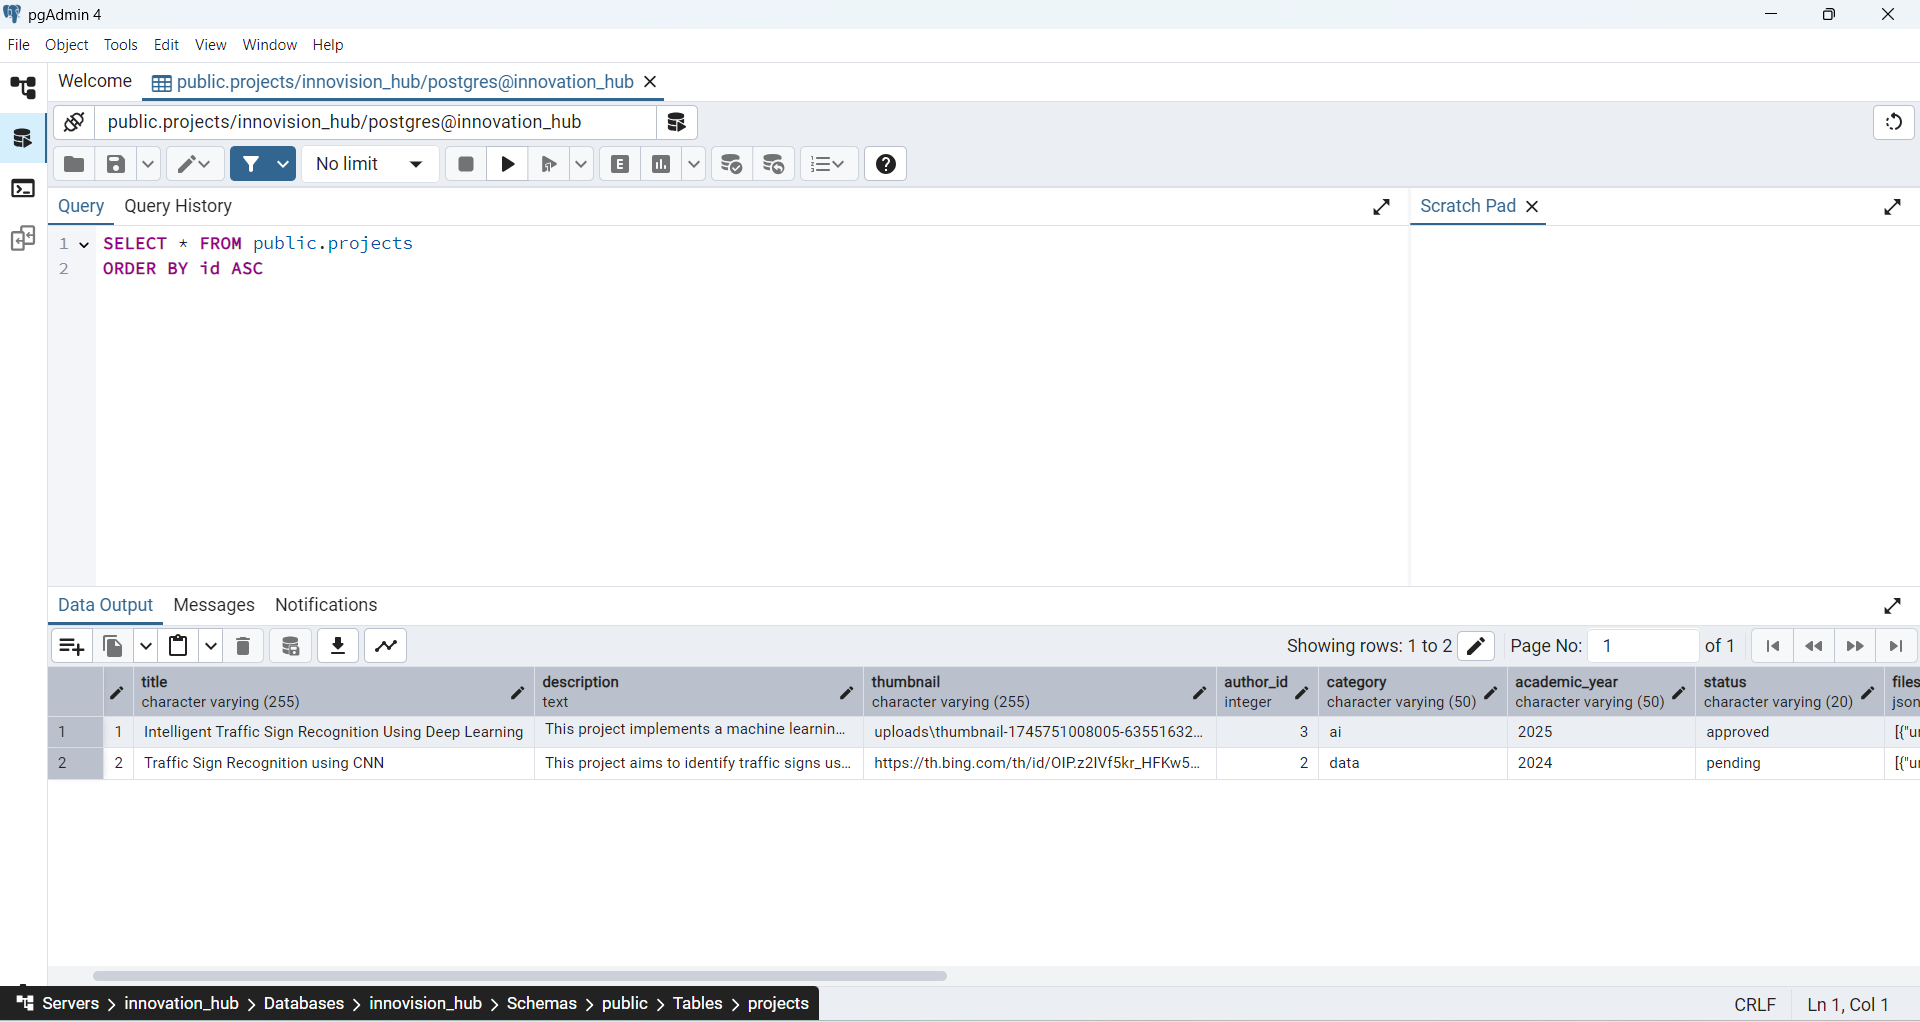 pgAdmin 4
File Object Tools Edit View Window Help
Welcome public.projects/innovision_hub/postgres@innovation_hub
public.projects/innovision_hub/postgres@innovation_hub
No limit E
Query Query History Scratch Pad
1 SELECT * FROM public.projects
2 ORDER BY id ASC
Data Output Messages Notifications
Showing rows: 1 to 2 Page No: 1 of 1
title description thumbnail author_id category academic_year status files
character varying (255) text character varying (255) integer character varying (50) character varying (50) character varying (20) json
1 1 Intelligent Traffic Sign Recognition Using Deep Learning This project implements a machine learnin... uploads\thumbnail-1745751008005-63551632... 3 ai 2025 approved [{"u
2 2 Traffic Sign Recognition using CNN This project aims to identify traffic signs us... https://th.bing.com/th/id/OIP.z2IVf5kr_HFKw5... 2 data 2024 pending [{"u
Servers > innovation_hub > Databases > innovision_hub > Schemas > public > Tables > projects CRLF Ln 1, Col 1